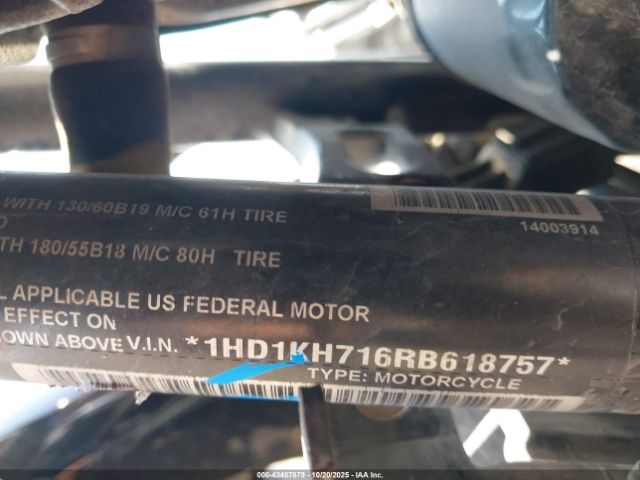 WITH 130/60B19 M/C 61H TIRE
14003914
TH 180/55B18 M/C 80H TIRE
APPLICABLE US FEDERAL MOTOR
EFFECT ON
OWN ABOVE V.I.N. *1HD1KH716RB618757*
TYPE: MOTORCYCLE
000-43487879 | 10/20/2025 | IAA Inc.